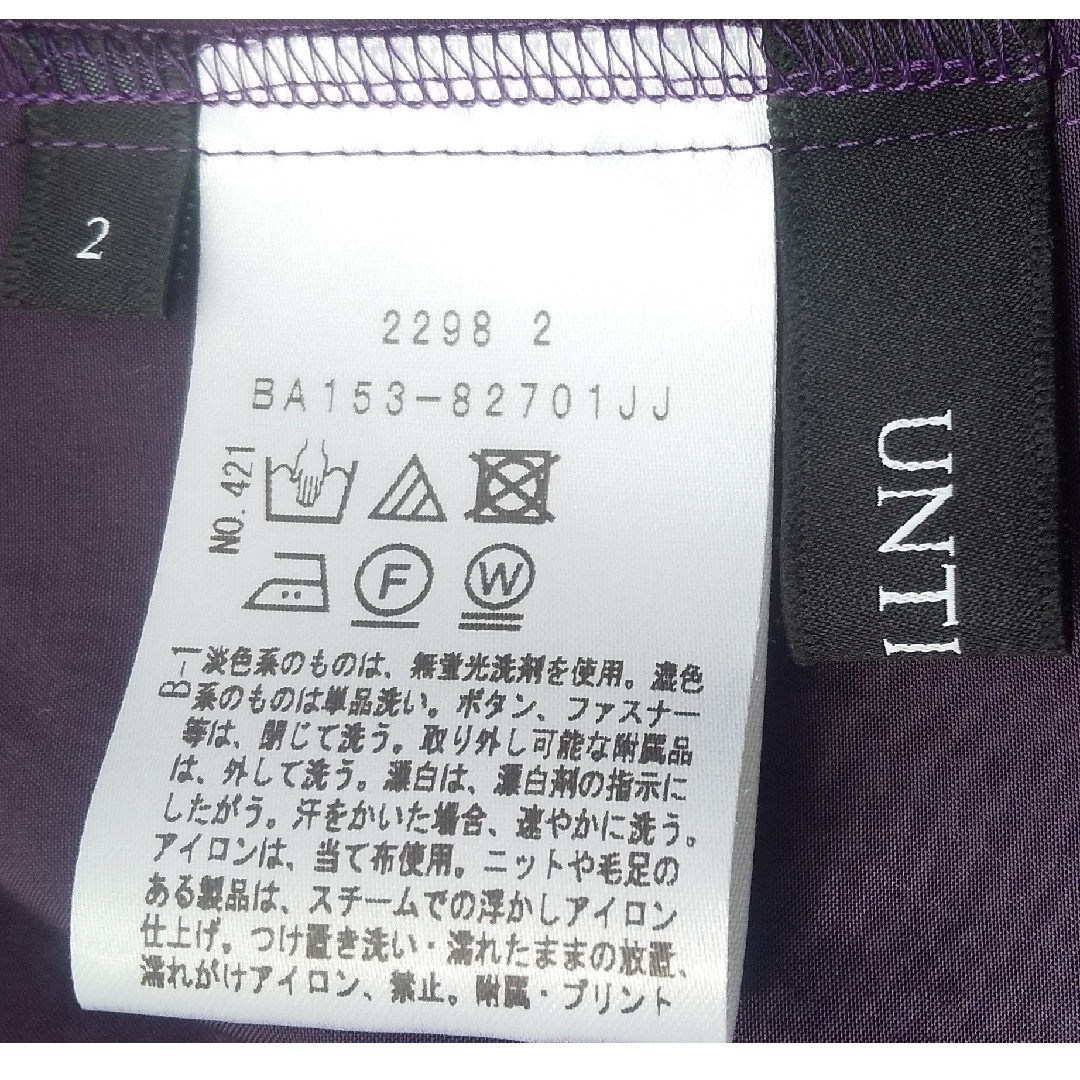 2
2298 2
BA153-82701JJ
NO. 421
F
W
B-1
淡色系のものは、無蛍光洗剤を使用。濃色
系のものは単品洗い。ボタン、ファスナー
等は、閉じて洗う。取り外し可能な附属品
は、外して洗う。漂白は、漂白剤の指示に
したがう。汗をかいた場合、速やかに洗う。
アイロンは、当て布使用。ニットや毛足の
ある製品は、スチームでの浮かしアイロン
仕上げ。つけ置き洗い・濡れたままの放置、
濡れがけアイロン、禁止。附属・プリント
UNTI